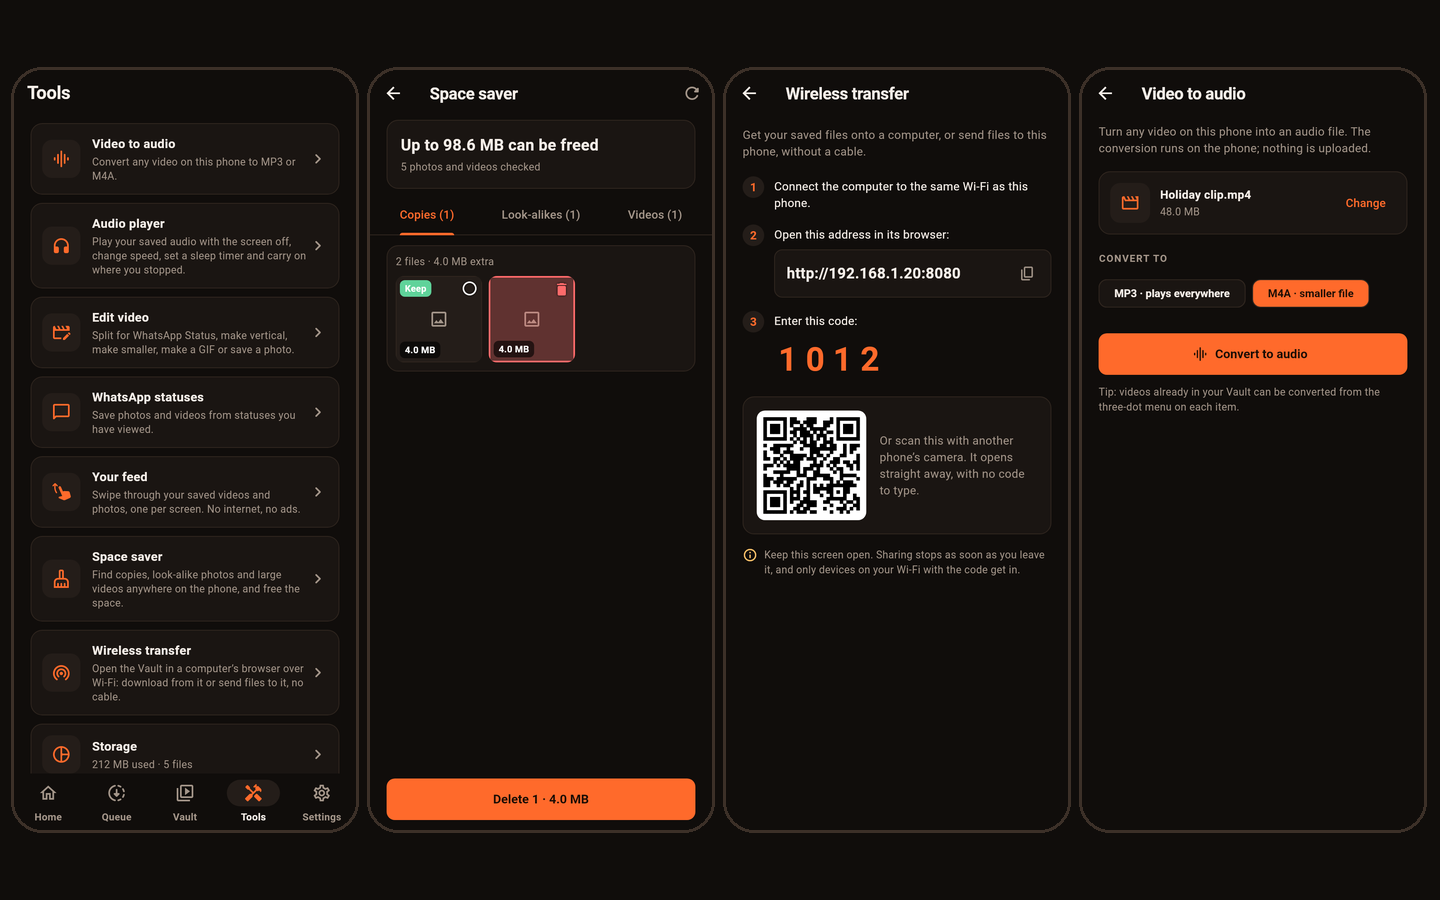 Tools
Video to audio
Convert any video on this phone to MP3 or
M4A.
Audio player
Play your saved audio with the screen off,
change speed, set a sleep timer and carry on
where you stopped.
Edit video
Split for WhatsApp Status, make vertical,
make smaller, make a GIF or save a photo.
WhatsApp statuses
Save photos and videos from statuses you
have viewed.
Your feed
Swipe through your saved videos and
photos, one per screen. No internet, no ads.
Space saver
Find copies, look-alike photos and large
videos anywhere on the phone, and free the
space.
Wireless transfer
Open the Vault in a computer's browser over
Wi-Fi: download from it or send files to it, no
cable.
Storage
212 MB used · 5 files
Home
Queue
Vault
Tools
Settings
Space saver
Up to 98.6 MB can be freed
5 photos and videos checked
Copies (1)
Look-alikes (1)
Videos (1)
2 files · 4.0 MB extra
Keep
4.0 MB
4.0 MB
Delete 1 · 4.0 MB
Wireless transfer
Get your saved files onto a computer, or send files to this
phone, without a cable.
1 Connect the computer to the same Wi-Fi as this
phone.
2 Open this address in its browser:
http://192.168.1.20:8080
3 Enter this code:
1012
Or scan this with another
phone's camera. It opens
straight away, with no code
to type.
Keep this screen open. Sharing stops as soon as you leave
it, and only devices on your Wi-Fi with the code get in.
Video to audio
Turn any video on this phone into an audio file. The
conversion runs on the phone; nothing is uploaded.
Holiday clip.mp4
48.0 MB
Change
CONVERT TO
MP3 · plays everywhere
M4A · smaller file
Convert to audio
Tip: videos already in your Vault can be converted from the
three-dot menu on each item.